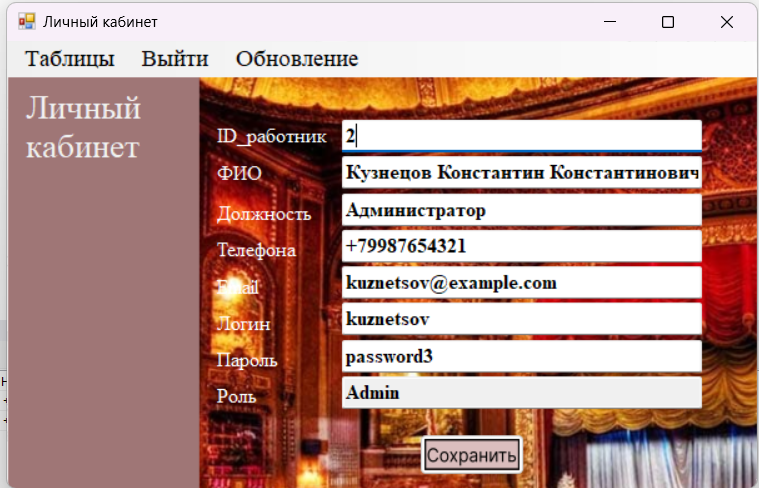 Личный кабинет
Таблицы Выйти Обновление
Личный
кабинет
ID_работник 2
ФИО Кузнецов Константин Константинович
Должность Администратор
Телефона +79987654321
Email kuznetsov@example.com
Логин kuznetsov
Пароль password3
Роль Admin
Сохранить